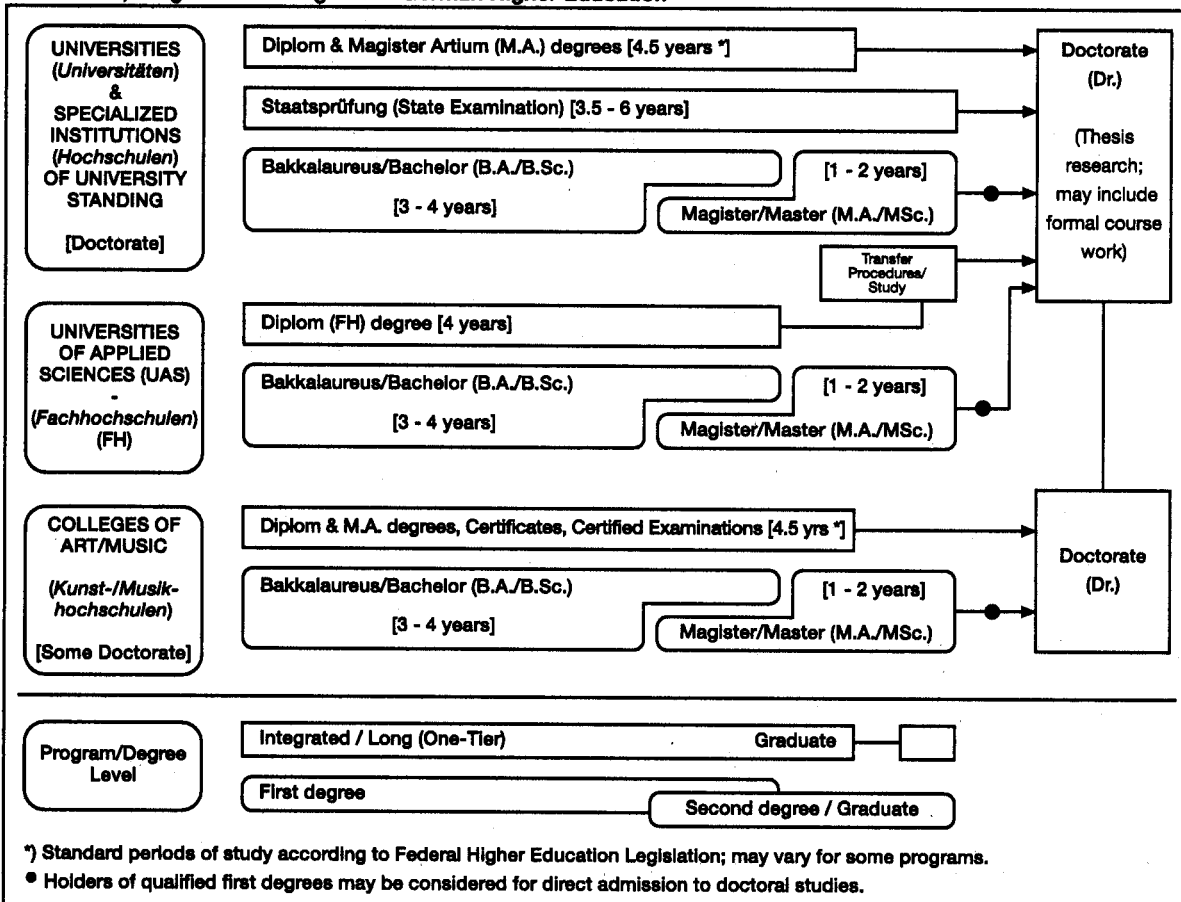 UNIVERSITIES
(Universitäten)
&
SPECIALIZED
INSTITUTIONS
(Hochschulen)
OF UNIVERSITY
STANDING
[Doctorate]
Diplom & Magister Artium (M.A.) degrees [4.5 years *]
Staatsprüfung (State Examination) [3.5 - 6 years]
Bakkalaureus/Bachelor (B.A./B.Sc.)
[3 - 4 years]
[1 - 2 years]
Magister/Master (M.A./MSc.)
Transfer
Procedures/
Study
Doctorate
(Dr.)
(Thesis
research;
may include
formal course
work)
UNIVERSITIES
OF APPLIED
SCIENCES (UAS)
-
(Fachhochschulen)
(FH)
Diplom (FH) degree [4 years]
Bakkalaureus/Bachelor (B.A./B.Sc.)
[3 - 4 years]
[1 - 2 years]
Magister/Master (M.A./MSc.)
COLLEGES OF
ART/MUSIC
(Kunst-/Musik-
hochschulen)
[Some Doctorate]
Diplom & M.A. degrees, Certificates, Certified Examinations [4.5 yrs *]
Bakkalaureus/Bachelor (B.A./B.Sc.)
[3 - 4 years]
[1 - 2 years]
Magister/Master (M.A./MSc.)
Doctorate
(Dr.)
Program/Degree
Level
Integrated / Long (One-Tier) Graduate
First degree
Second degree / Graduate
*) Standard periods of study according to Federal Higher Education Legislation; may vary for some programs.
● Holders of qualified first degrees may be considered for direct admission to doctoral studies.